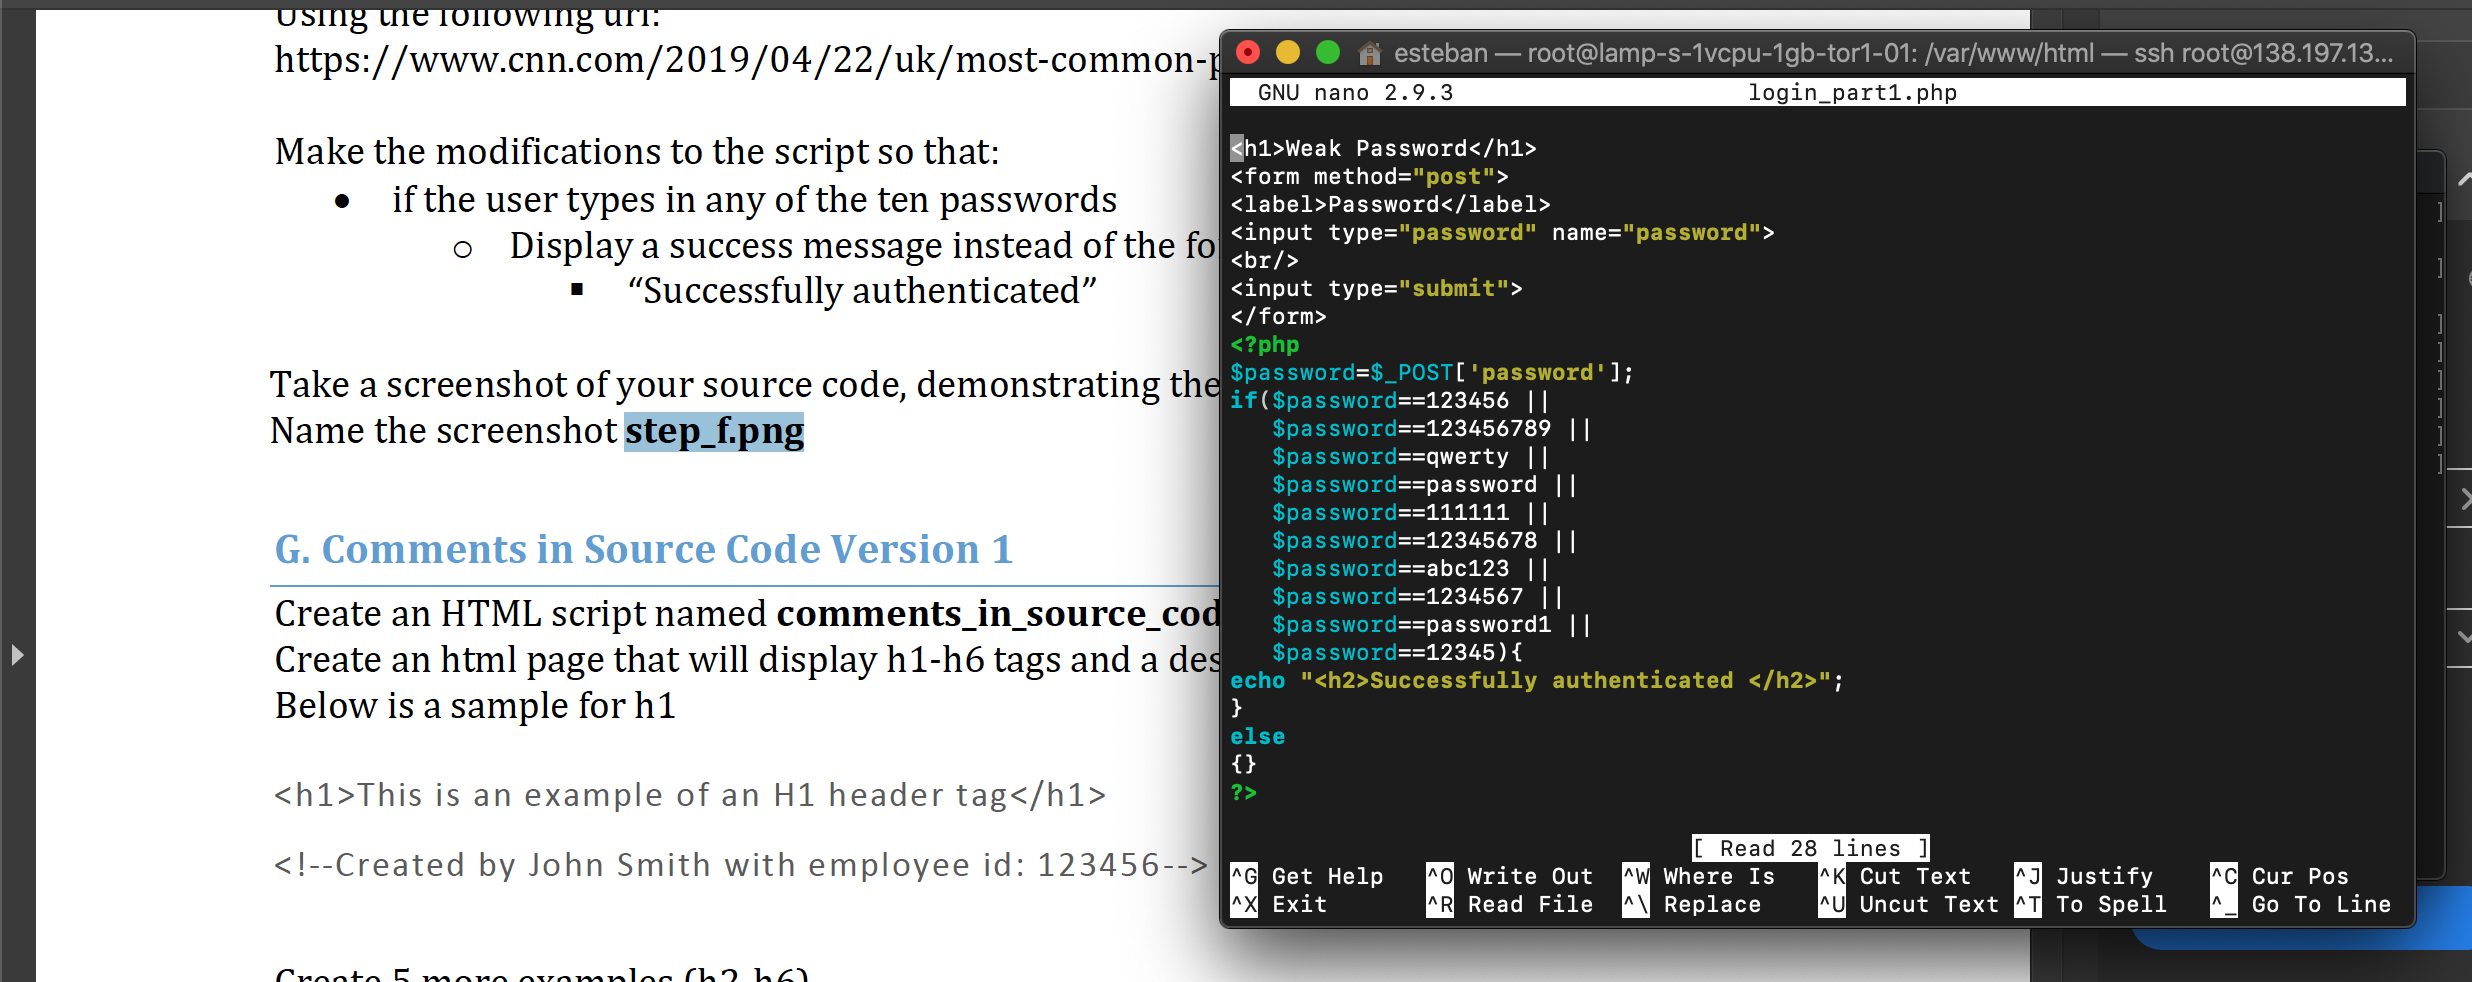 Using the following url:
https://www.cnn.com/2019/04/22/uk/most-common-p
Make the modifications to the script so that:
• if the user types in any of the ten passwords
○ Display a success message instead of the fo
▪ “Successfully authenticated”
Take a screenshot of your source code, demonstrating the
Name the screenshot step_f.png
G. Comments in Source Code Version 1
Create an HTML script named comments_in_source_cod
Create an html page that will display h1-h6 tags and a des
Below is a sample for h1
<h1>This is an example of an H1 header tag</h1>
<!--Created by John Smith with employee id: 123456-->
Create 5 more examples (h2-h6)
esteban — root@lamp-s-1vcpu-1gb-tor1-01: /var/www/html — ssh root@138.197.13...
GNU nano 2.9.3 login_part1.php
<h1>Weak Password</h1>
<form method="post">
<label>Password</label>
<input type="password" name="password">
<br/>
<input type="submit">
</form>
<?php
$password=$_POST['password'];
if($password==123456 ||
$password==123456789 ||
$password==qwerty ||
$password==password ||
$password==111111 ||
$password==12345678 ||
$password==abc123 ||
$password==1234567 ||
$password==password1 ||
$password==12345){
echo "<h2>Successfully authenticated </h2>";
}
else
{}
?>
[ Read 28 lines ]
^G Get Help ^O Write Out ^W Where Is ^K Cut Text ^J Justify ^C Cur Pos
^X Exit ^R Read File ^\ Replace ^U Uncut Text ^T To Spell ^_ Go To Line
]
]
]
]
]
]
]
]